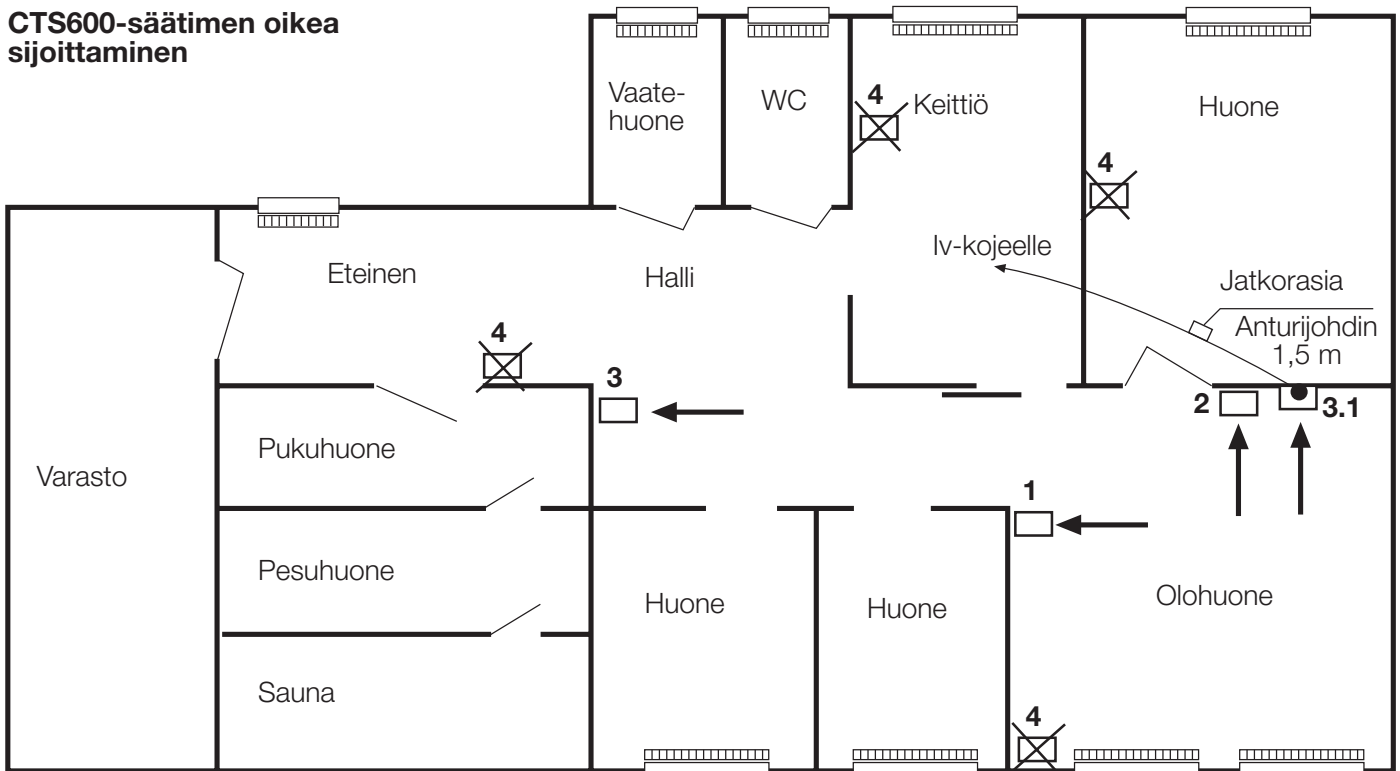 CTS600-säätimen oikea
sijoittaminen
Vaate-
huone
WC
4
Keittiö
Huone
4
Eteinen
Halli
Iv-kojeelle
Jatkorasia
Anturijohdin
1,5 m
4
3
2
3.1
Pukuhuone
Varasto
1
Pesuhuone
Huone
Huone
Olohuone
Sauna
4